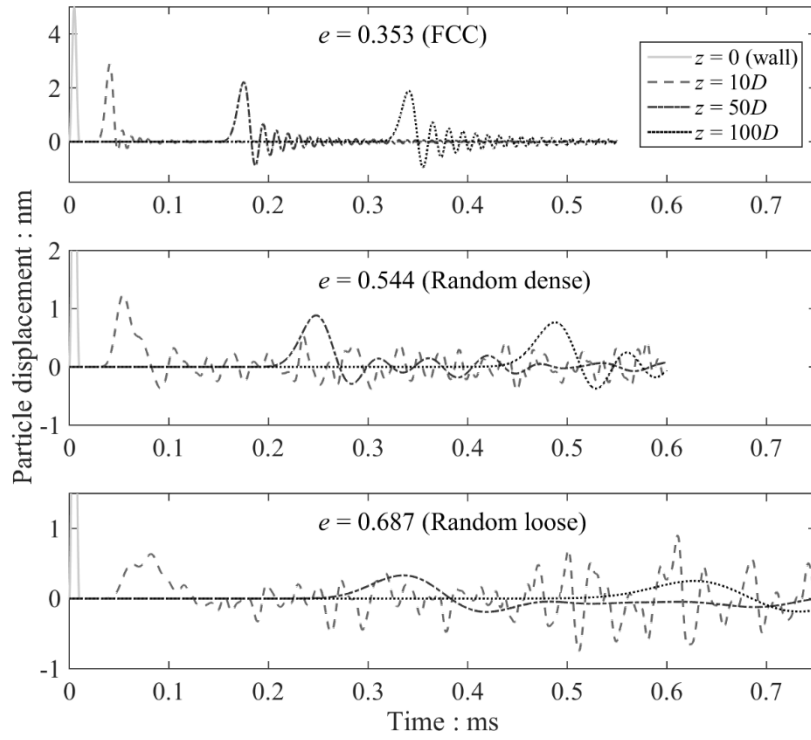 e = 0.353 (FCC)
z = 0 (wall)
z = 10D
z = 50D
z = 100D
4
2
0
0 0.1 0.2 0.3 0.4 0.5 0.6 0.7
Particle displacement : nm
e = 0.544 (Random dense)
2
1
0
-1
0 0.1 0.2 0.3 0.4 0.5 0.6 0.7
e = 0.687 (Random loose)
1
0
-1
0 0.1 0.2 0.3 0.4 0.5 0.6 0.7
Time : ms